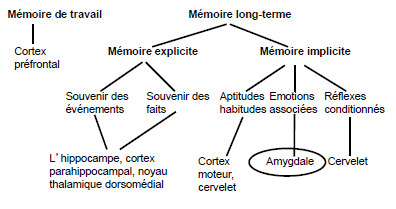 Mémoire de travail
Mémoire long-terme
Cortex
préfrontal
Mémoire explicite
Mémoire implicite
Souvenir des
événements
Souvenir des
faits
Aptitudes
habitudes
Emotions
associées
Réflexes
conditionnés
L' hippocampe, cortex
parahippocampal, noyau
thalamique dorsomédial
Cortex
moteur,
cervelet
Amygdale
Cervelet